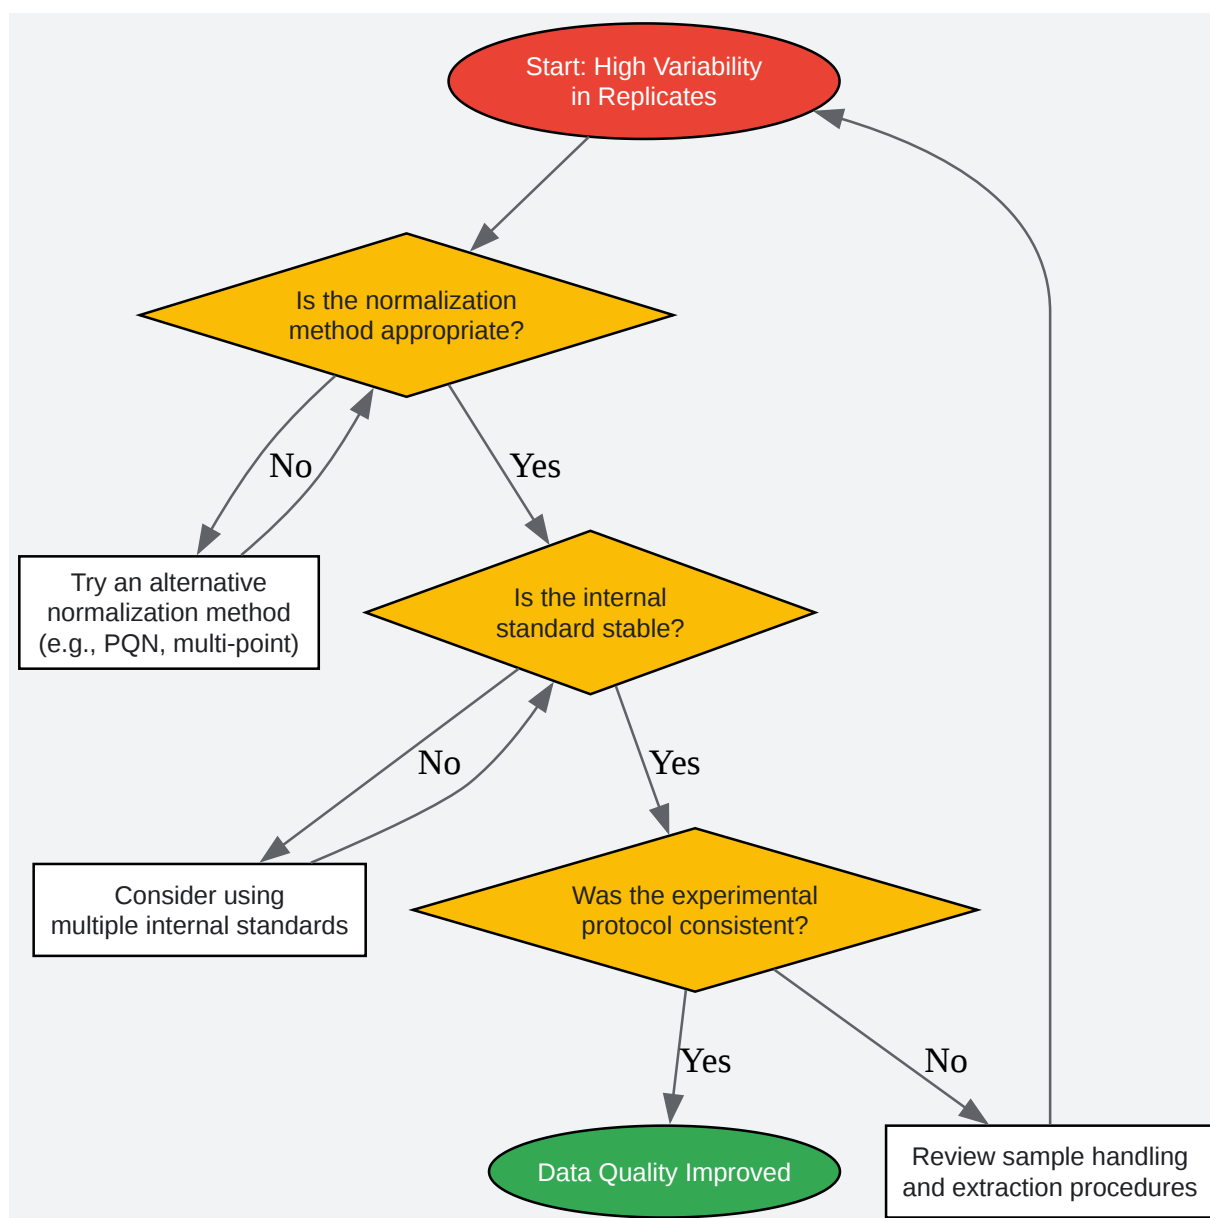 Start: High Variability
in Replicates
Is the normalization
method appropriate?
No
Yes
Try an alternative
normalization method
(e.g., PQN, multi-point)
Is the internal
standard stable?
No
Yes
Consider using
multiple internal standards
Was the experimental
protocol consistent?
Yes
No
Data Quality Improved
Review sample handling
and extraction procedures